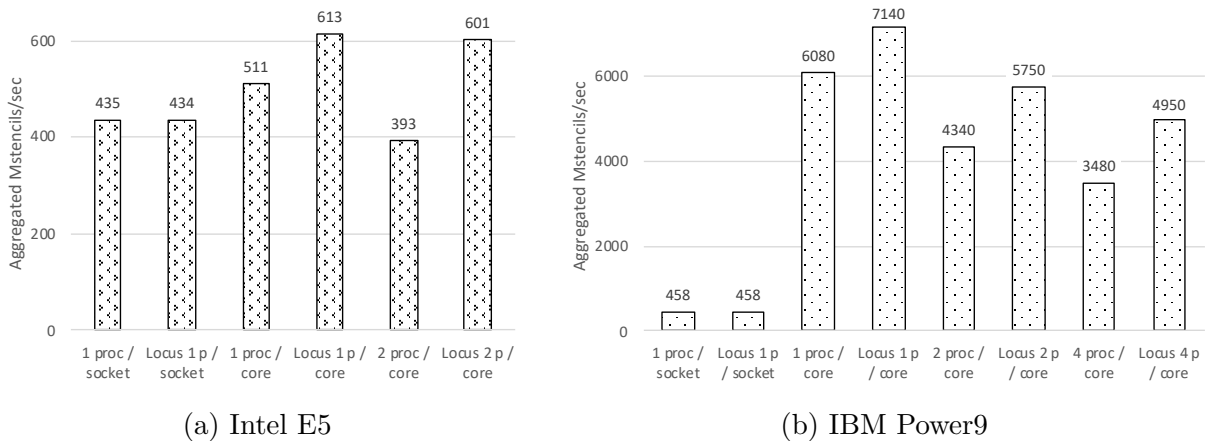 Aggregated Mstencils/sec
600
400
200
0
435
434
511
613
393
601
1 proc / socket
Locus 1 p / socket
1 proc / core
Locus 1 p / core
2 proc / core
Locus 2 p / core
(a) Intel E5
Aggregated Mstencils/sec
6000
4000
2000
0
458
458
6080
7140
4340
5750
3480
4950
1 proc / socket
Locus 1 p / socket
1 proc / core
Locus 1 p / core
2 proc / core
Locus 2 p / core
4 proc / core
Locus 4 p / core
(b) IBM Power9